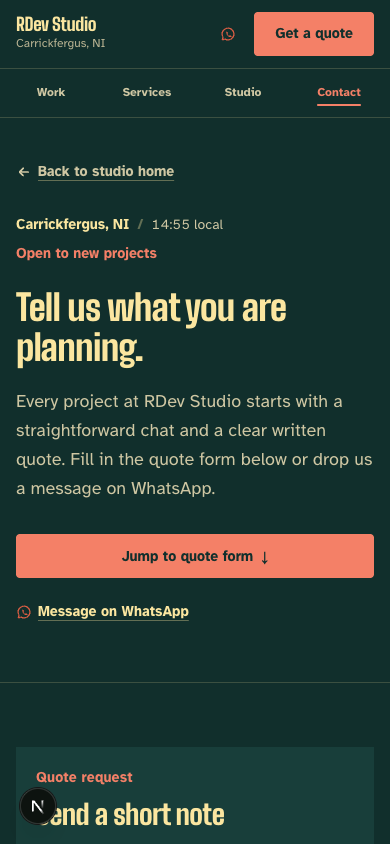 RDev Studio
Carrickfergus, NI
Get a quote
Work
Services
Studio
Contact
← Back to studio home
Carrickfergus, NI / 14:55 local
Open to new projects
Tell us what you are
planning.
Every project at RDev Studio starts with a
straightforward chat and a clear written
quote. Fill in the quote form below or drop us
a message on WhatsApp.
Jump to quote form ↓
Message on WhatsApp
Quote request
Send a short note
N